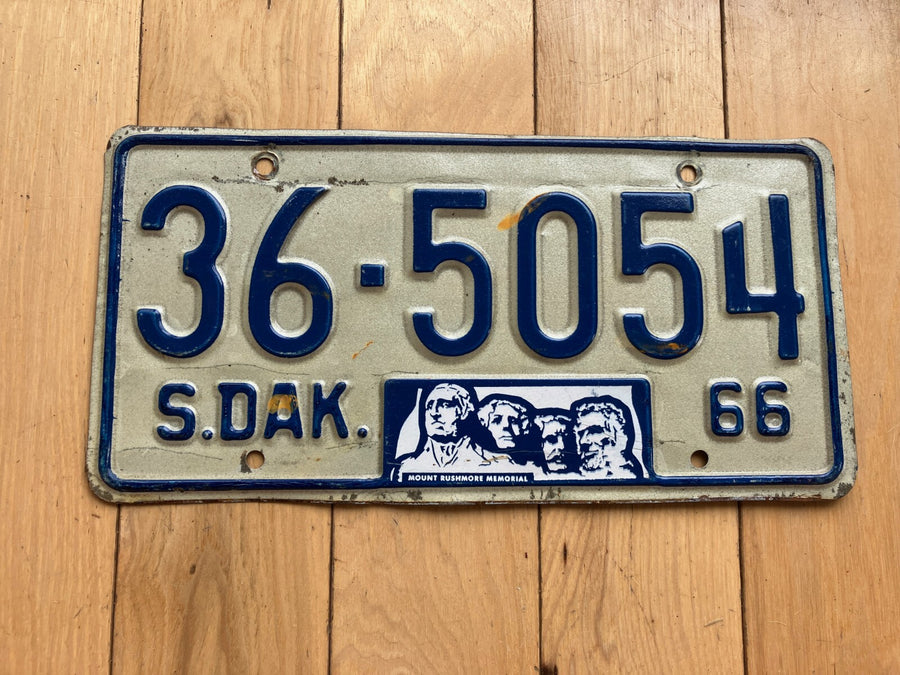 36·5054
S.DAK. 66
MOUNT RUSHMORE MEMORIAL